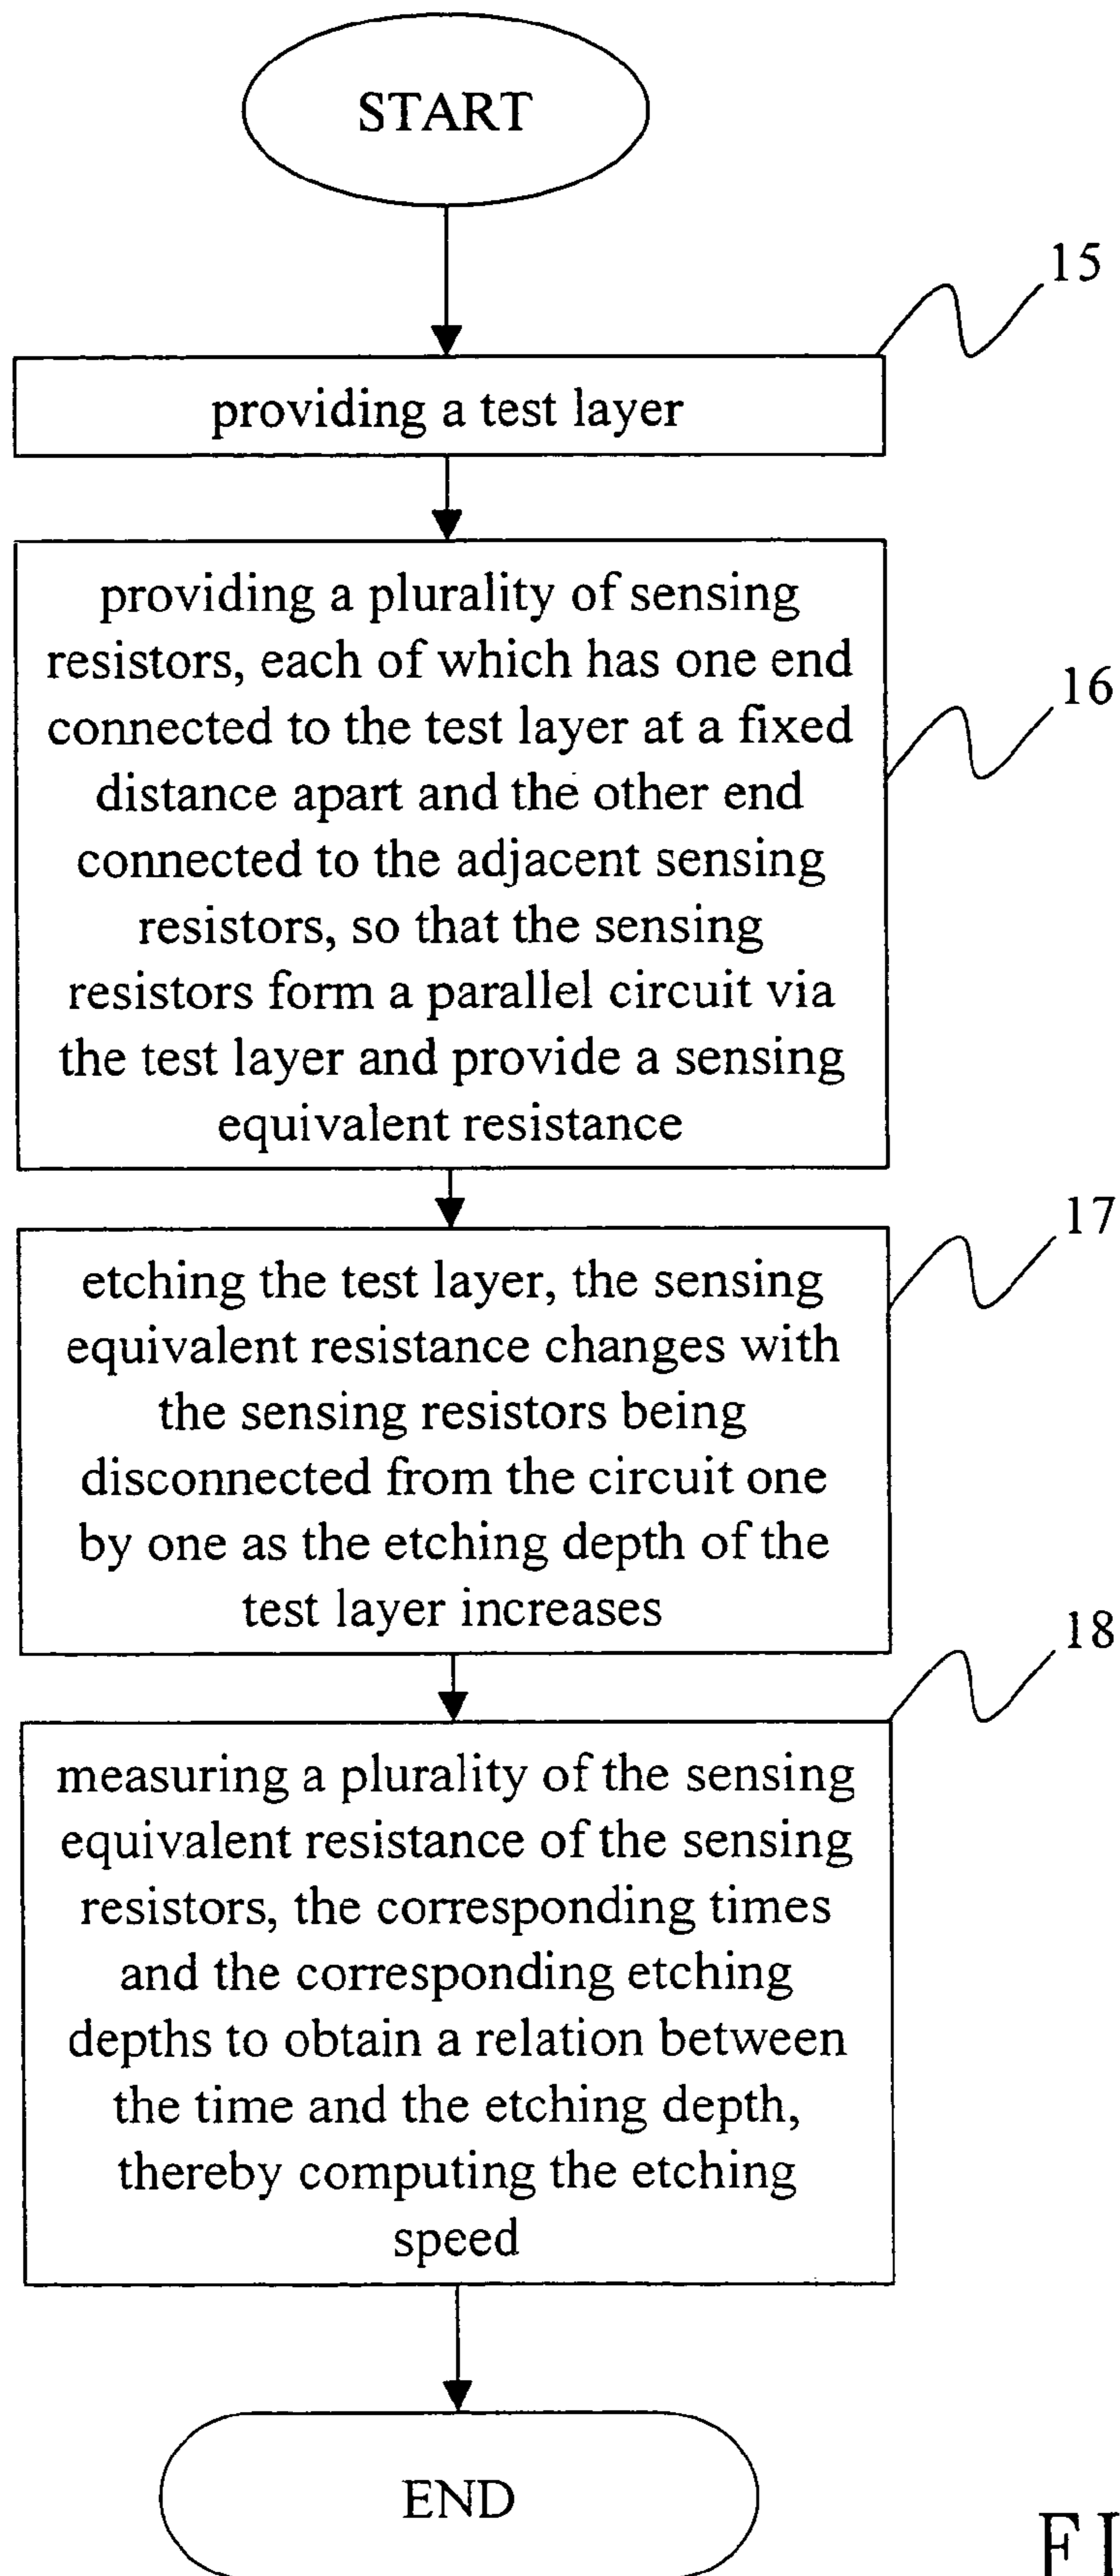 START
15
providing a test layer
providing a plurality of sensing
resistors, each of which has one end
connected to the test layer at a fixed
distance apart and the other end
connected to the adjacent sensing
resistors, so that the sensing
resistors form a parallel circuit via
the test layer and provide a sensing
equivalent resistance
16
etching the test layer, the sensing
equivalent resistance changes with
the sensing resistors being
disconnected from the circuit one
by one as the etching depth of the
test layer increases
17
measuring a plurality of the sensing
equivalent resistance of the sensing
resistors, the corresponding times
and the corresponding etching
depths to obtain a relation between
the time and the etching depth,
thereby computing the etching
speed
18
END
FI